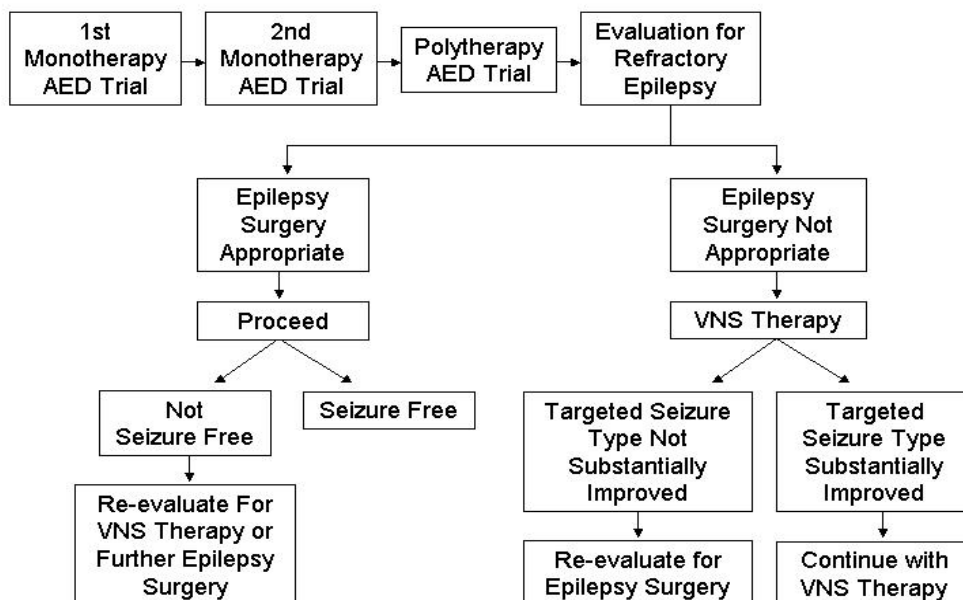 1st
Monotherapy
AED Trial
2nd
Monotherapy
AED Trial
Polytherapy
AED Trial
Evaluation for
Refractory
Epilepsy
Epilepsy
Surgery
Appropriate
Epilepsy
Surgery Not
Appropriate
Proceed
VNS Therapy
Not
Seizure Free
Seizure Free
Targeted Seizure
Type Not
Substantially
Improved
Targeted
Seizure Type
Substantially
Improved
Re-evaluate For
VNS Therapy or
Further Epilepsy
Surgery
Re-evaluate for
Epilepsy Surgery
Continue with
VNS Therapy